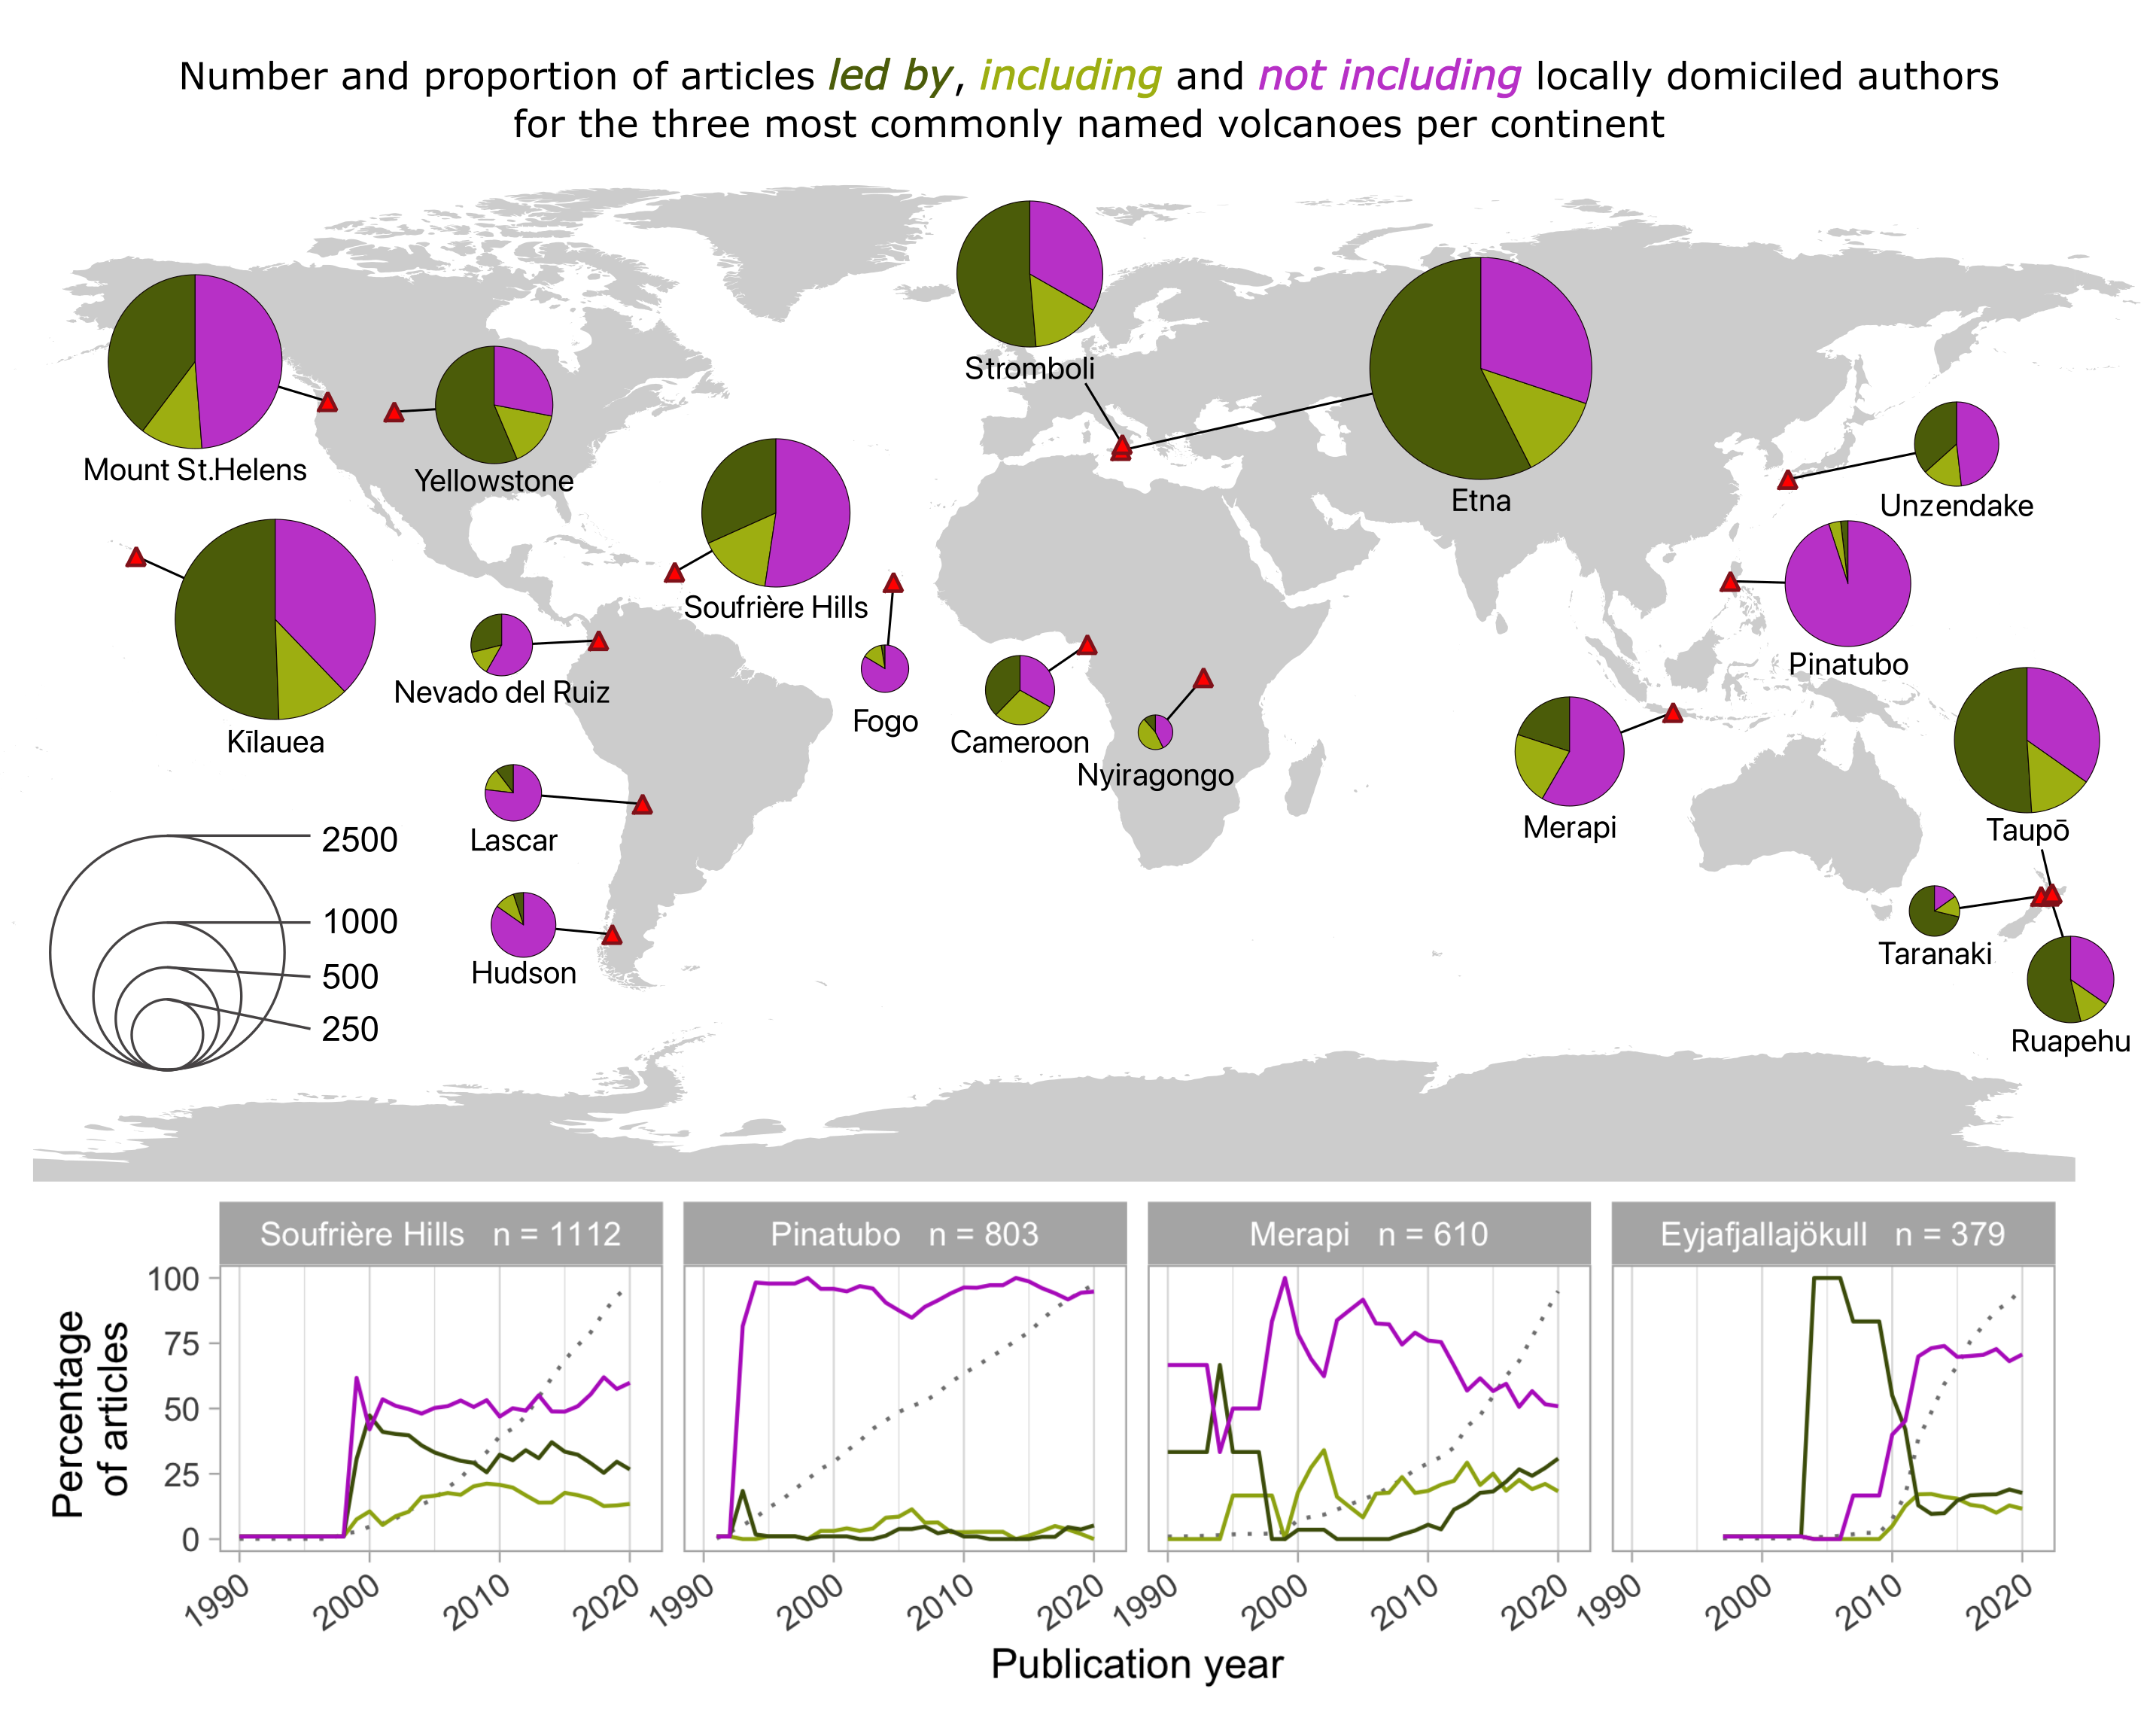 Number and proportion of articles led by, including and not including locally domiciled authors
for the three most commonly named volcanoes per continent
Stromboli
Mount St.Helens
Yellowstone
Etna
Unzendake
Soufrière Hills
Pinatubo
Nevado del Ruiz
Fogo
Cameroon
Kīlauea
Nyiragongo
Merapi
Taupō
Lascar
2500
1000
500
250
Hudson
Taranaki
Ruapehu
Soufrière Hills n = 1112
Pinatubo n = 803
Merapi n = 610
Eyjafjallajökull n = 379
Percentage
of articles
100
75
50
25
0
1990 2000 2010 2020
1990 2000 2010 2020
1990 2000 2010 2020
1990 2000 2010 2020
Publication year